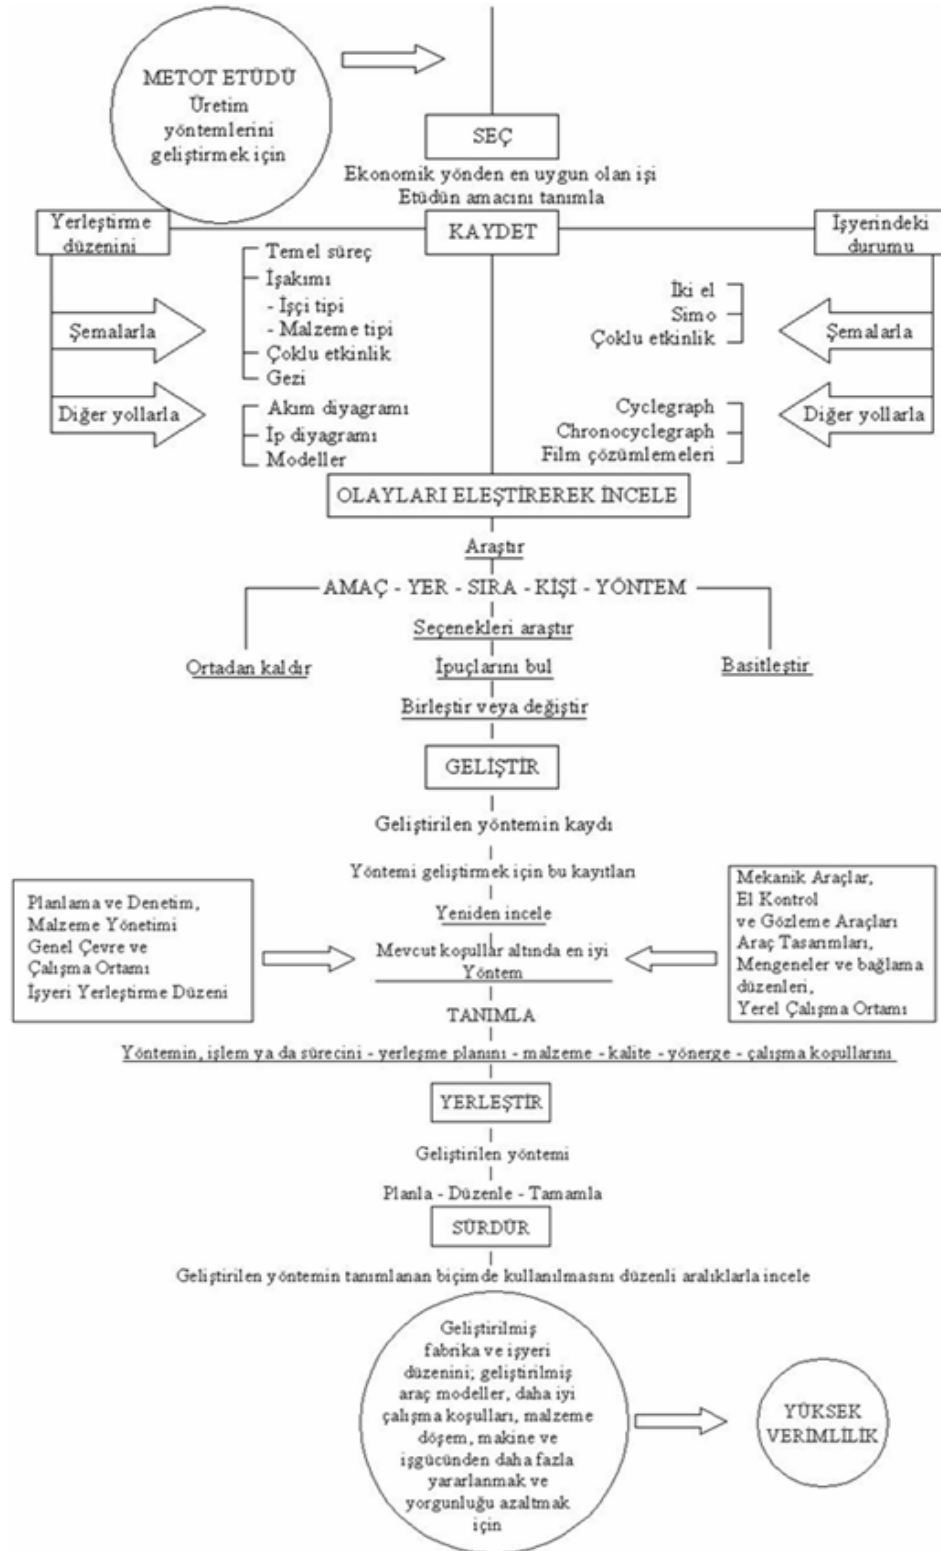 METOT ETÜDÜ
Üretim
yöntemlerini
geliştirmek için
SEÇ
Ekonomik yönden en uygun olan işi
Etüdün amacını tanımla
Yerleştirme
düzenini
KAYDET
İşyerindeki
durumu
Şemalarla
Temel süreç
İşakımı
- İşçi tipi
- Malzeme tipi
Çoklu etkinlik
Gezi
Diğer yollarla
Akım diyagramı
İp diyagramı
Modeller
İki el
Simo
Çoklu etkinlik
Şemalarla
Cyclegraph
Chronocyclegraph
Film çözümlemeleri
Diğer yollarla
OLAYLARI ELEŞTİREREK İNCELE
Araştır
AMAÇ - YER - SIRA - KİŞİ - YÖNTEM
Seçenekleri araştır
Ortadan kaldır
İpuçlarını bul
Basitleştir
Birleştir veya değiştir
GELİŞTİR
Geliştirilen yöntemin kaydı
Yöntemi geliştirmek için bu kayıtları
Yeniden incele
Mevcut koşullar altında en iyi
Yöntem
Planlama ve Denetim,
Malzeme Yönetimi
Genel Çevre ve
Çalışma Ortamı
İşyeri Yerleştirme Düzeni
Mekanik Araçlar,
El Kontrol
ve Gözleme Araçları
Araç Tasarımları,
Mengeneler ve bağlama
düzenleri,
Yerel Çalışma Ortamı
TANIMLA
Yöntemin, işlem ya da sürecini - yerleşme planını - malzeme - kalite - yönerge - çalışma koşullarını
YERLEŞTİR
Geliştirilen yöntemi
Planla - Düzenle - Tamamla
SÜRDÜR
Geliştirilen yöntemin tanımlanan biçimde kullanılmasını düzenli aralıklarla incele
Geliştirilmiş
fabrika ve işyeri
düzenini; geliştirilmiş
araç modeller, daha iyi
çalışma koşulları, malzeme
döşem, makine ve
işgücünden daha fazla
yararlanmak ve
yorgunluğu azaltmak
için
YÜKSEK
VERİMLİLİK